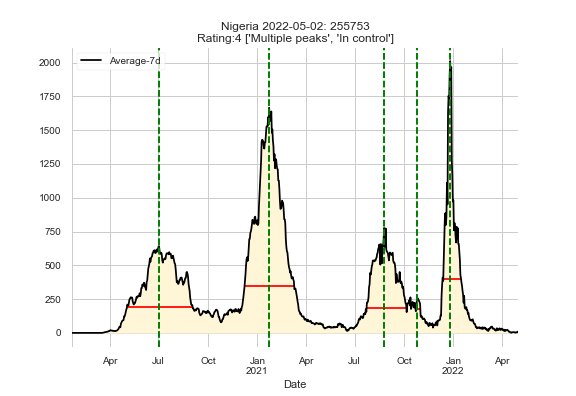 Nigeria 2022-05-02: 255753
Rating:4 ['Multiple peaks', 'In control']
Average-7d
2000
1750
1500
1250
1000
750
500
250
0
Apr Jul Oct Jan Apr Jul Oct Jan Apr
2021 2022
Date